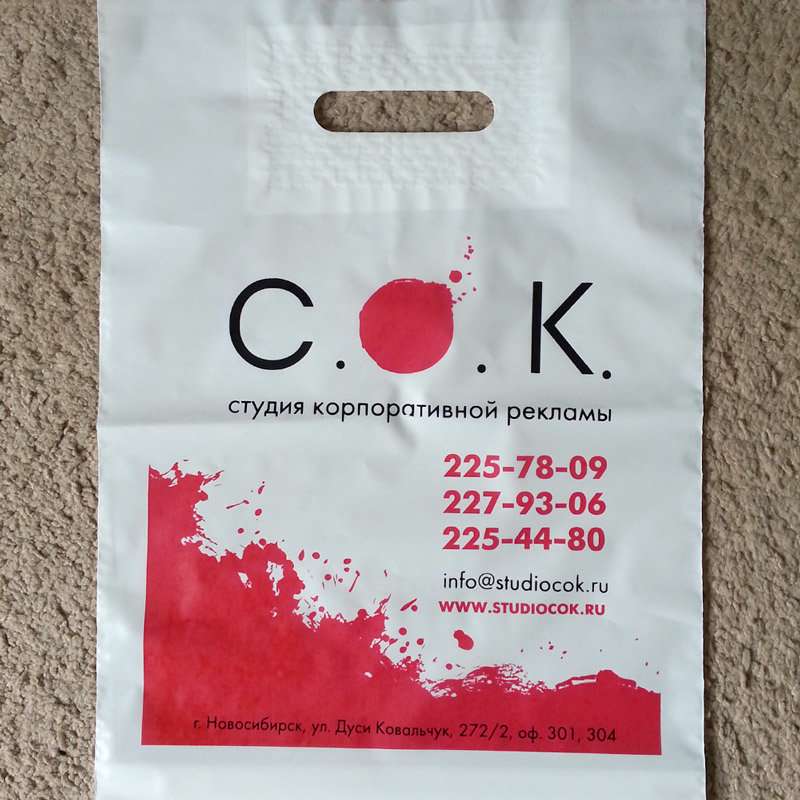 С.О.К.
студия корпоративной рекламы
225-78-09
227-93-06
225-44-80
info@studiocok.ru
WWW.STUDIOCOK.RU
г. Новосибирск, ул. Дуси Ковальчук, 272/2, оф. 301, 304